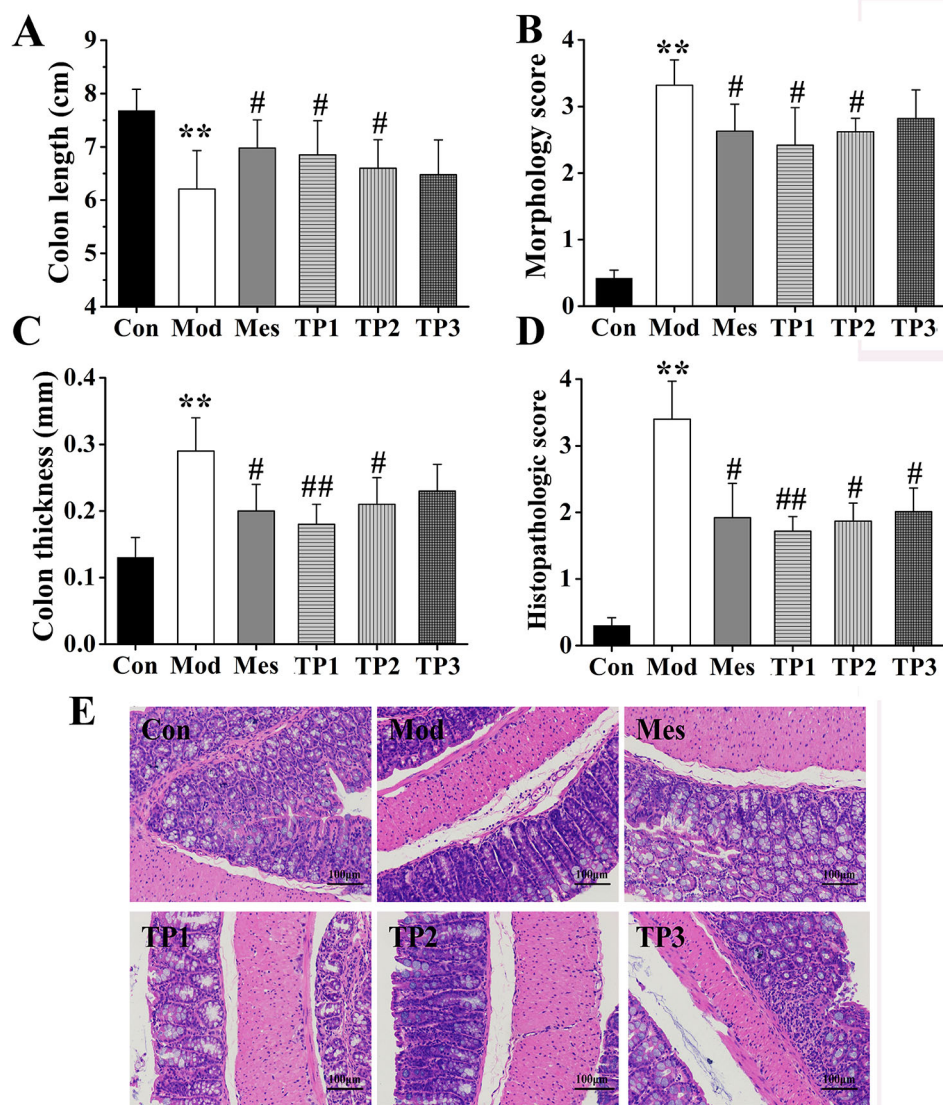 A
Colon length (cm)
9
8
7
6
5
4
**
#
#
#
Con Mod Mes TP1 TP2 TP3
B
Morphology score
4
3
2
1
0
**
#
#
#
Con Mod Mes TP1 TP2 TP3
C
Colon thickness (mm)
0.4
0.3
0.2
0.1
0.0
**
#
##
#
Con Mod Mes TP1 TP2 TP3
D
Histopathologic score
4
3
2
1
0
**
#
##
#
#
Con Mod Mes TP1 TP2 TP3
E
Con
100μm
Mod
100μm
Mes
100μm
TP1
100μm
TP2
100μm
TP3
100μm